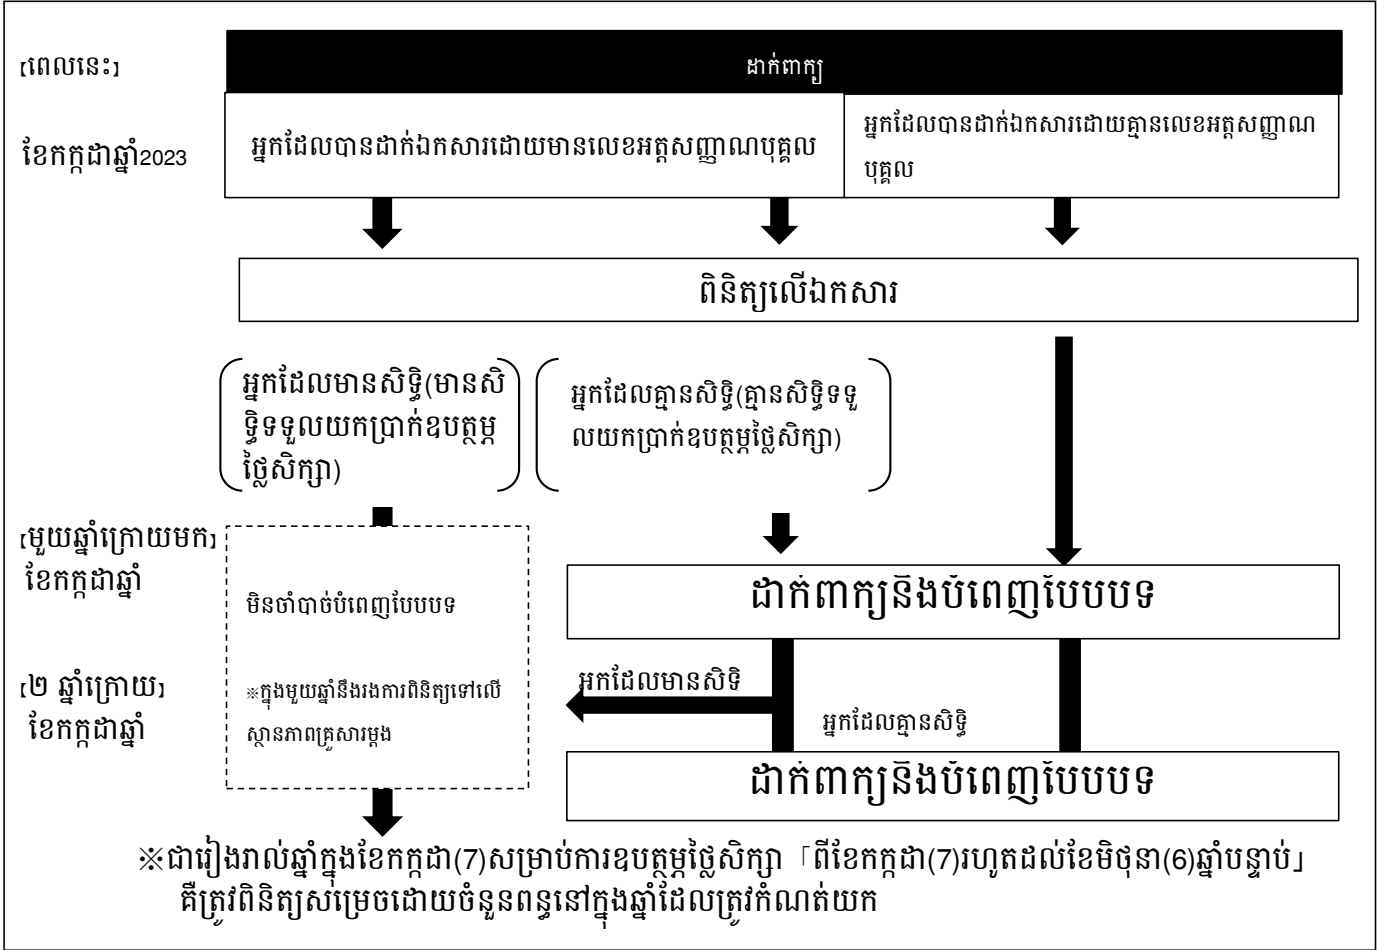 【ពេលនេះ】
ដាក់ពាក្យ
ខែកក្កដាឆ្នាំ2023
អ្នកដែលបានដាក់ឯកសារដោយមានលេខអត្តសញ្ញាណបុគ្គល
អ្នកដែលបានដាក់ឯកសារដោយគ្មានលេខអត្តសញ្ញាណ
បុគ្គល
ពិនិត្យលើឯកសារ
អ្នកដែលមានសិទ្ធិ(មានសិ
ទ្ធិទទួលយកប្រាក់ឧបត្ថម្ភ
ថ្លៃសិក្សា)
អ្នកដែលគ្មានសិទ្ធិ(គ្មានសិទ្ធិទទួ
លយកប្រាក់ឧបត្ថម្ភថ្លៃសិក្សា)
【មួយឆ្នាំក្រោយមក】
ខែកក្កដាឆ្នាំ
មិនចាំបាច់បំពេញបែបបទ
ដាក់ពាក្យនិងបំពេញបែបបទ
【២ ឆ្នាំក្រោយ】
ខែកក្កដាឆ្នាំ
※ក្នុងមួយឆ្នាំនឹងរងការពិនិត្យទៅលើ
ស្ថានភាពគ្រួសារម្តង
អ្នកដែលមានសិទ្ធិ
អ្នកដែលគ្មានសិទ្ធិ
ដាក់ពាក្យនិងបំពេញបែបបទ
※ជារៀងរាល់ឆ្នាំក្នុងខែកក្កដា(7)សម្រាប់ការឧបត្ថម្ភថ្លៃសិក្សា「ពីខែកក្កដា(7)រហូតដល់ខែមិថុនា(6)ឆ្នាំបន្ទាប់」
គឺត្រូវពិនិត្យសម្រេចដោយចំនួនពន្ធនៅក្នុងឆ្នាំដែលត្រូវកំណត់យក